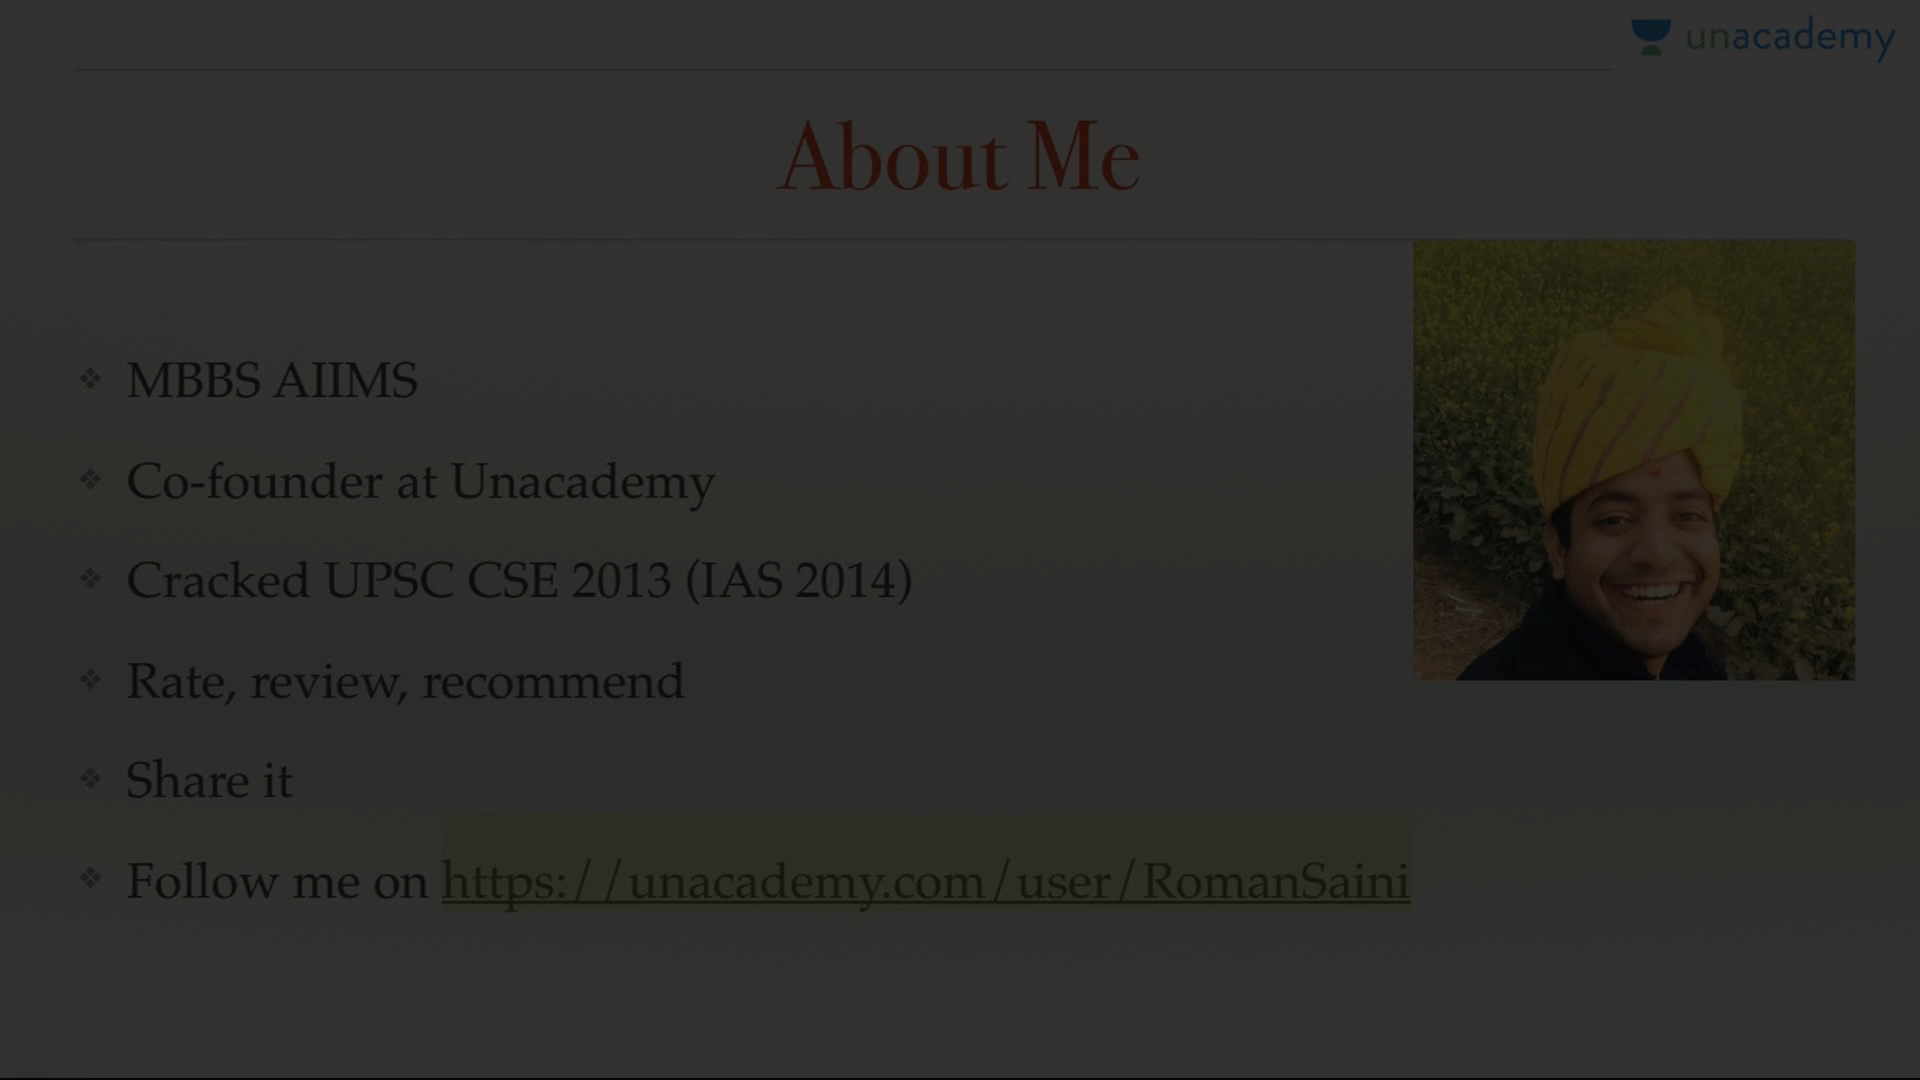 unacademy
About Me
MBBS AIIMS
Co-founder at Unacademy
Cracked UPSC CSE 2013 (IAS 2014)
Rate, review, recommend
Share it
Follow me on https://unacademy.com/user/RomanSaini